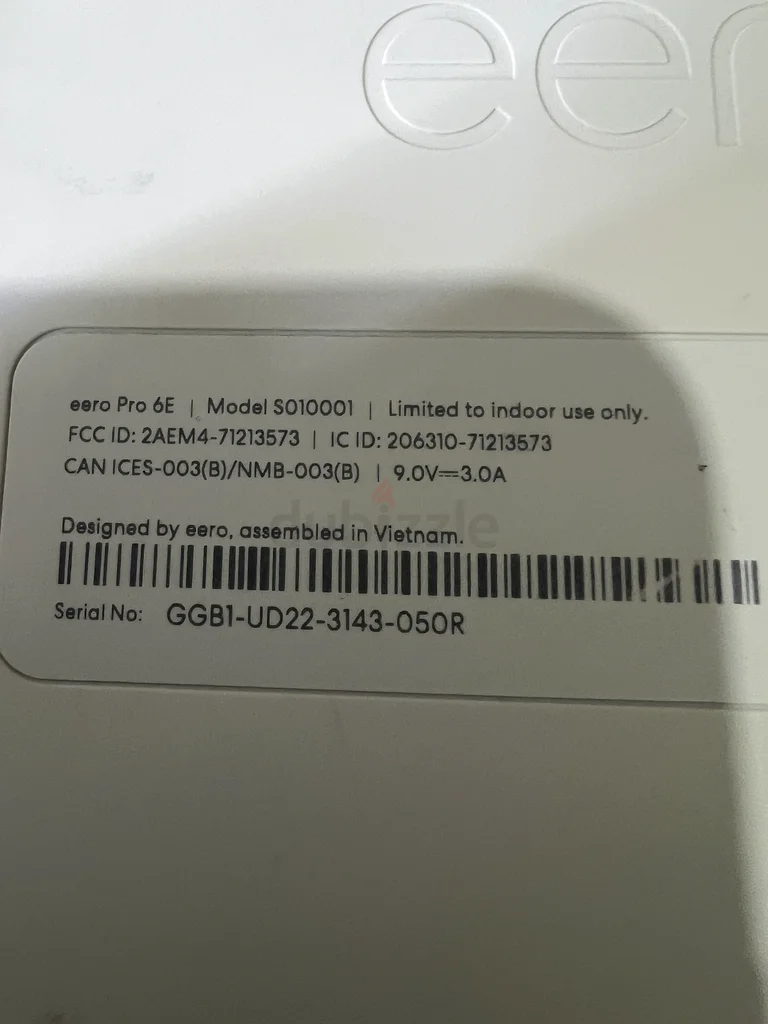 eer
eero Pro 6E | Model S010001 | Limited to indoor use only.
FCC ID: 2AEM4-71213573 | IC ID: 206310-71213573
CAN ICES-003(B)/NMB-003(B) | 9.0V⎓3.0A
dubizzle
Designed by eero, assembled in Vietnam.
Serial No: GGB1-UD22-3143-050R